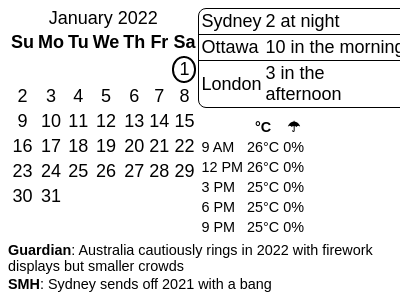 January 2022
Su Mo Tu We Th Fr Sa
1
2 3 4 5 6 7 8
9 10 11 12 13 14 15
16 17 18 19 20 21 22
23 24 25 26 27 28 29
30 31
Sydney 2 at night
Ottawa 10 in the morning
London 3 in the
afternoon
°C ☂
9 AM 26°C 0%
12 PM 26°C 0%
3 PM 25°C 0%
6 PM 25°C 0%
9 PM 25°C 0%
Guardian: Australia cautiously rings in 2022 with firework
displays but smaller crowds
SMH: Sydney sends off 2021 with a bang